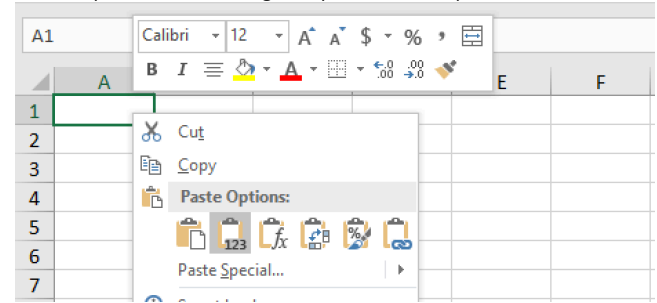 A1
Calibri 12 A A $ - % ,
B I A .00 .00 →.0
A E F
1
2 Cut
3 Copy
4 Paste Options:
5 123 fx %
6 Paste Special...
7